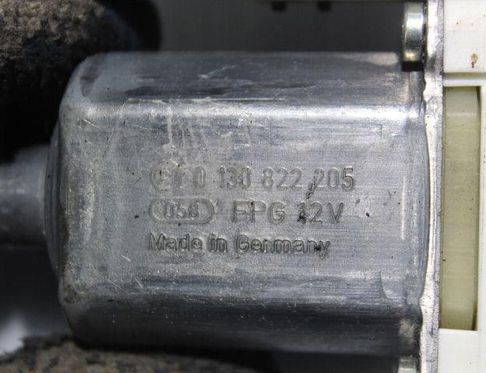 0 130 822 205
056 FPG 12V
Made in Germany